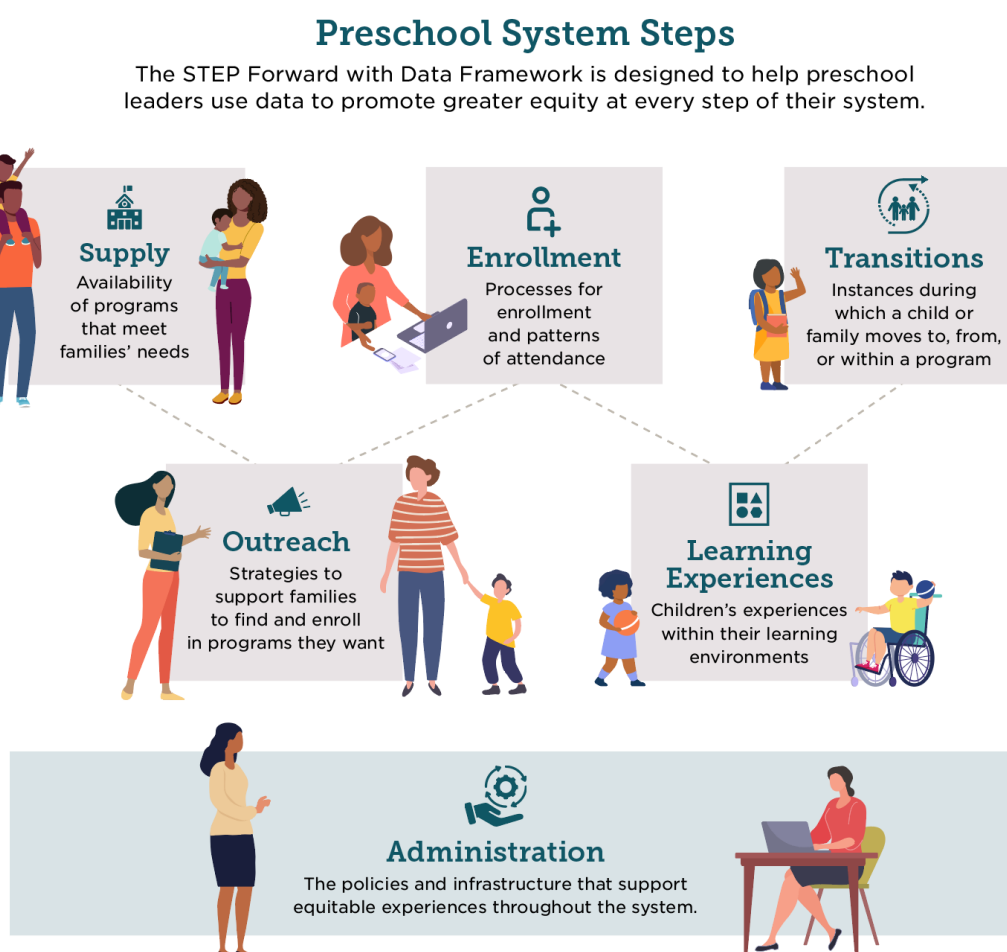 Preschool System Steps
The STEP Forward with Data Framework is designed to help preschool
leaders use data to promote greater equity at every step of their system.
Supply
Availability
of programs
that meet
families’ needs
Outreach
Strategies to
support families
to find and enroll
in programs they want
Enrollment
Processes for
enrollment
and patterns
of attendance
Learning
Experiences
Children’s experiences
within their learning
environments
Transitions
Instances during
which a child or
family moves to, from,
or within a program
Administration
The policies and infrastructure that support
equitable experiences throughout the system.